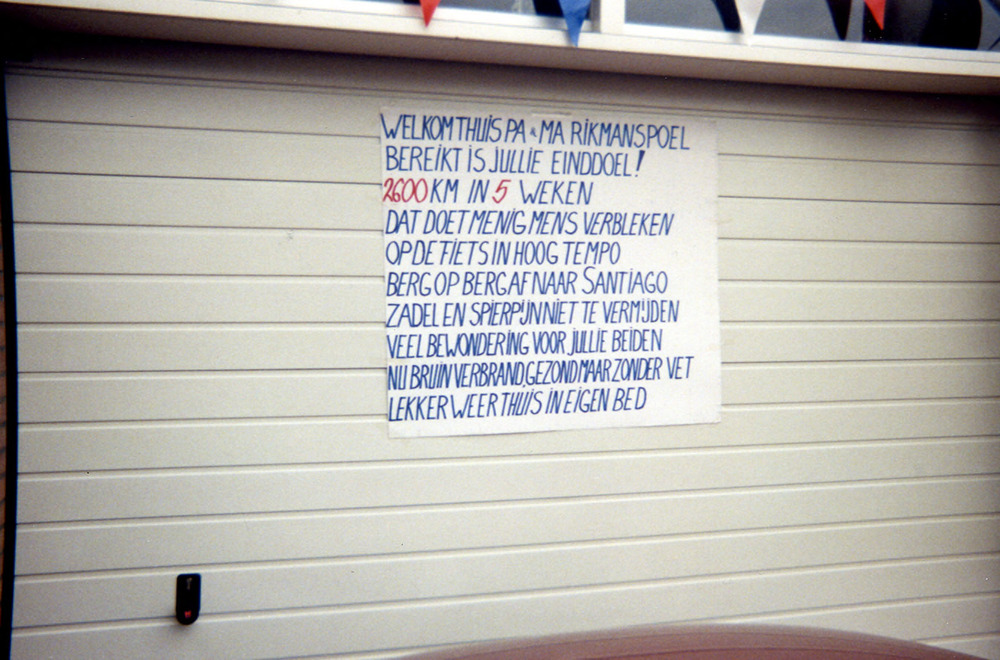 WELKOM THUIS PA & MA RIKMANSPOEL
BEREIKT IS JULLIE EINDDOEL!
2600 KM IN 5 WEKEN
DAT DOET MENIG MENS VERBLEKEN
OP DE FIETS IN HOOG TEMPO
BERG OP BERG AF NAAR SANTIAGO
ZADEL EN SPIERPIJN NIET TE VERMIJDEN
VEEL BEWONDERING VOOR JULLIE BEIDEN
NU BRUIN VERBRAND, GEZOND MAAR ZONDER VET
LEKKER WEER THUIS IN EIGEN BED